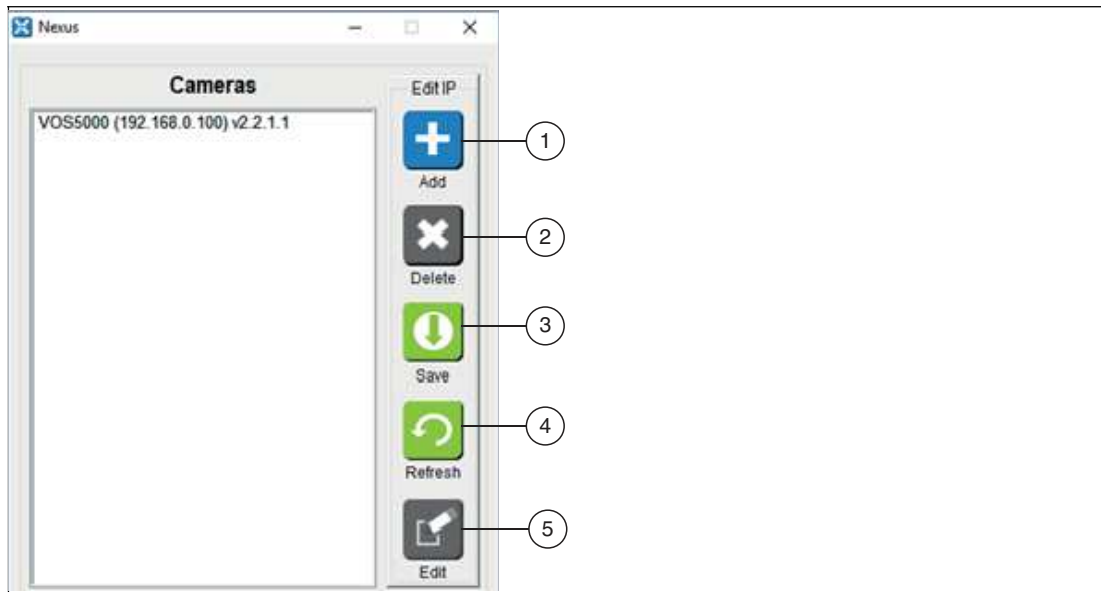 Nexus
Cameras
Edit IP
VOS5000 (192.168.0.100) v2.2.1.1
1
Add
2
Delete
3
Save
4
Refresh
5
Edit